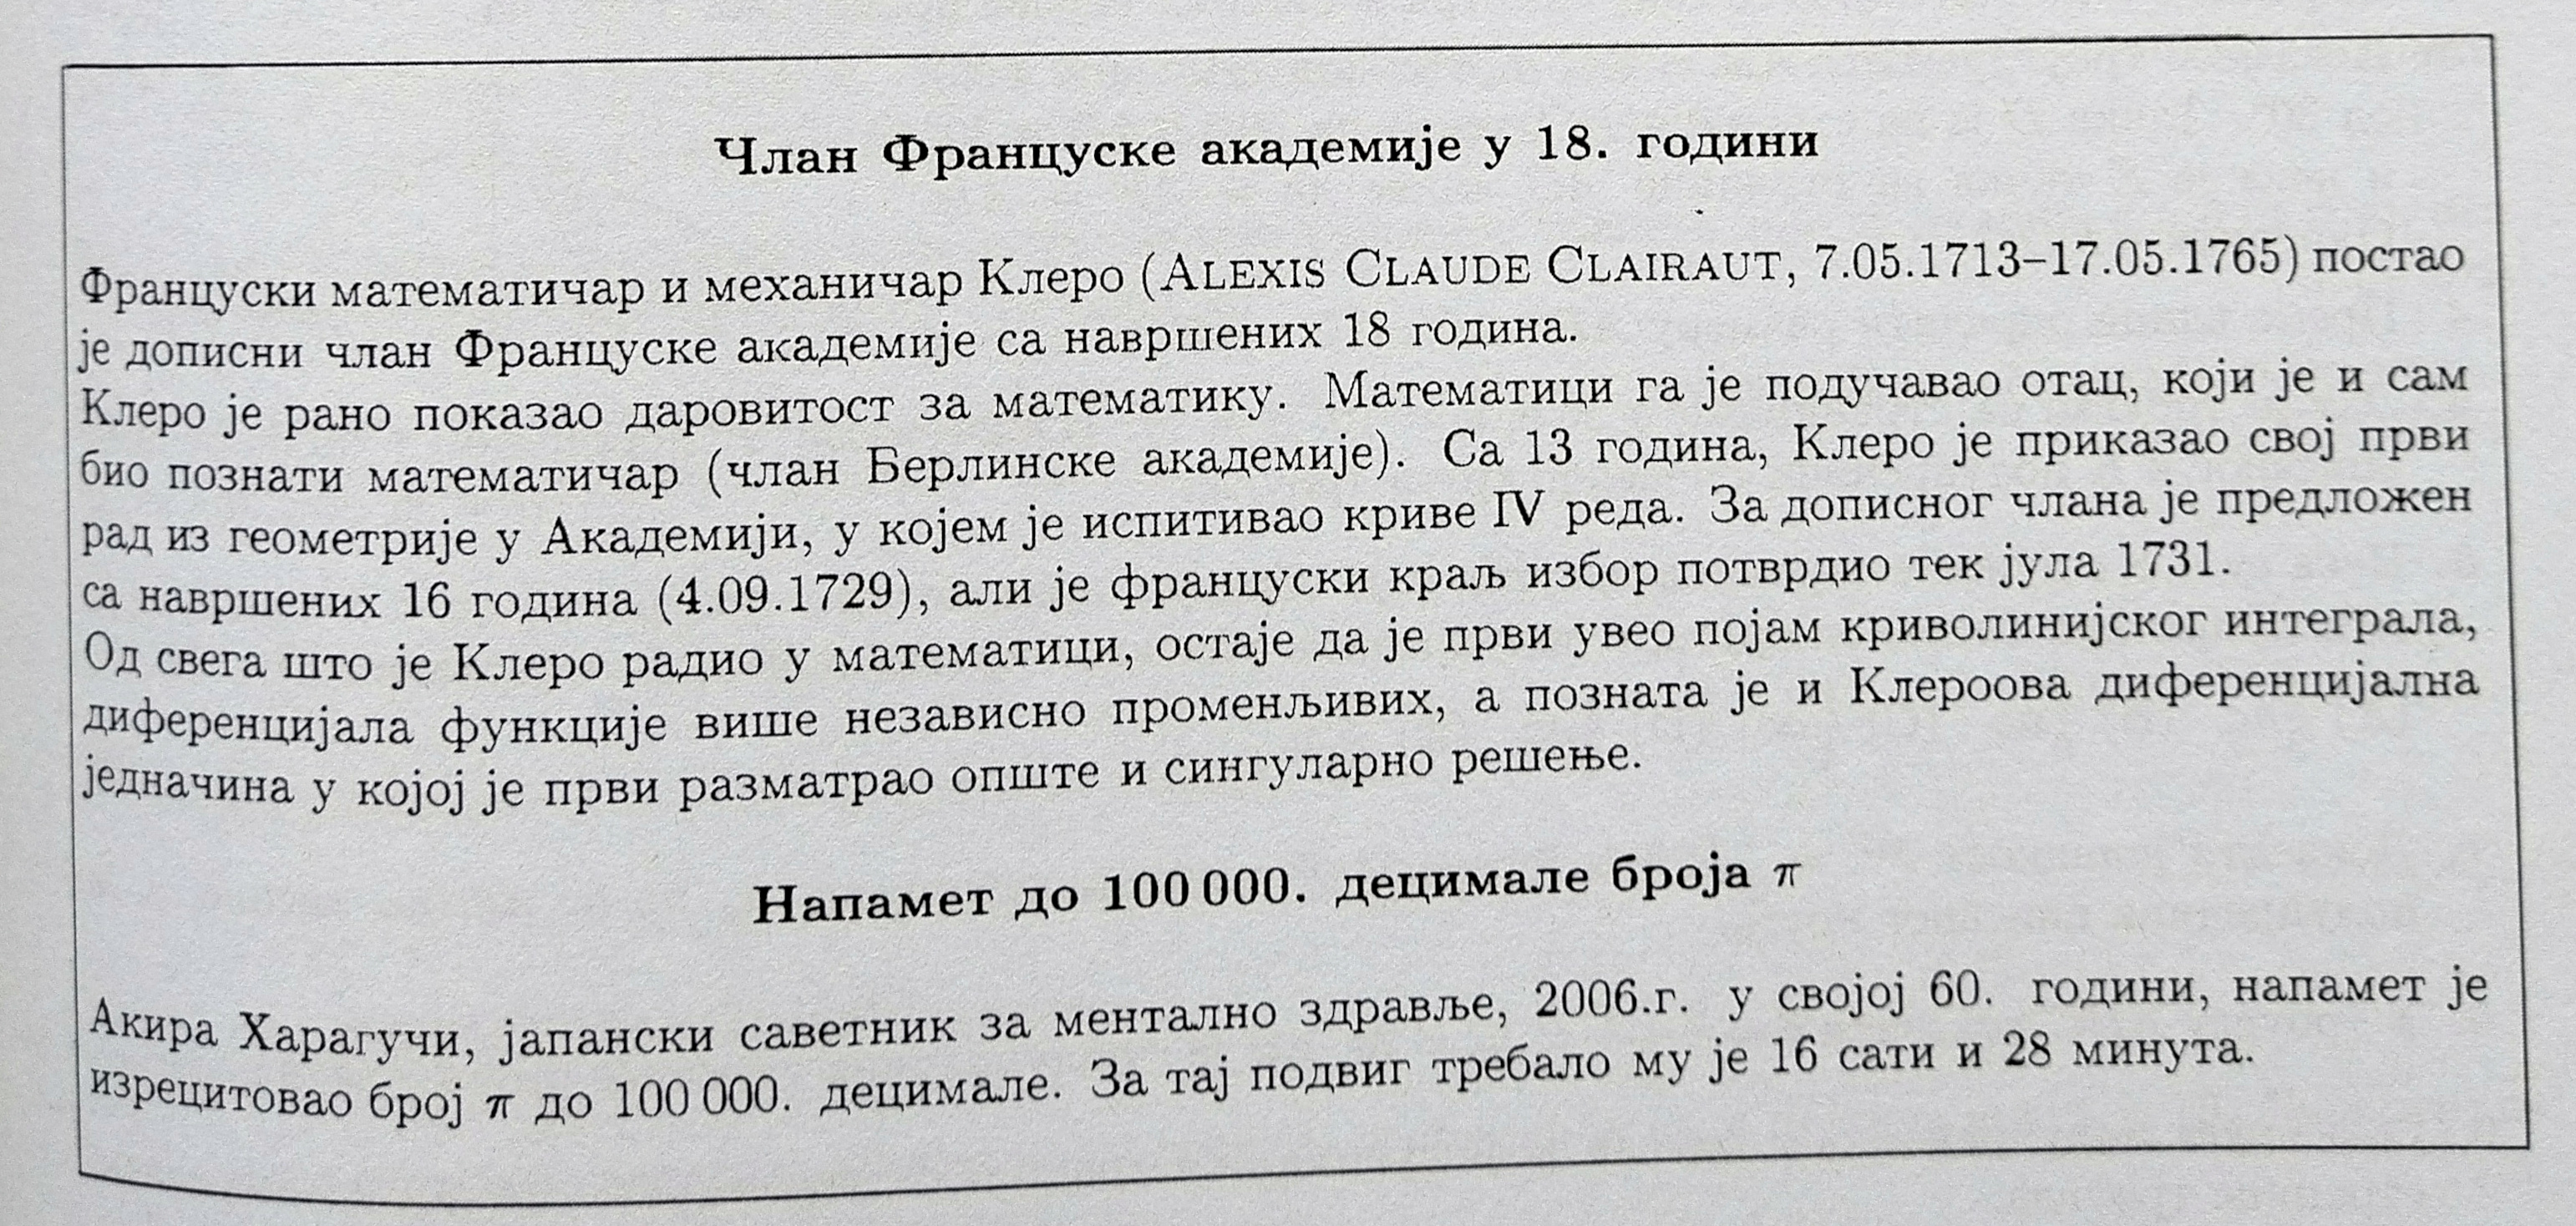 Члан Француске академије у 18. години
Француски математичар и механичар Клеро (ALEXIS CLAUDE CLAIRAUT, 7.05.1713–17.05.1765) постао
је дописни члан Француске академије са навршених 18 година.
Клеро је рано показао даровитост за математику. Математици га је подучавао отац, који је и сам
био познати математичар (члан Берлинске академије). Са 13 година, Клеро је приказао свој први
рад из геометрије у Академији, у којем је испитивао криве IV реда. За дописног члана је предложен
са навршених 16 година (4.09.1729), али је француски краљ избор потврдио тек јула 1731.
Од свега што је Клеро радио у математици, остаје да је први увео појам криволинијског интеграла,
диференцијала функције више независно променљивих, а позната је и Клероова диференцијална
једначина у којој је први разматрао опште и сингуларно решење.
Напамет до 100 000. децимале броја π
Акира Харагучи, јапански саветник за ментално здравље, 2006.г. у својој 60. години, напамет је
изрецитовао број π до 100 000. децимале. За тај подвиг требало му је 16 сати и 28 минута.